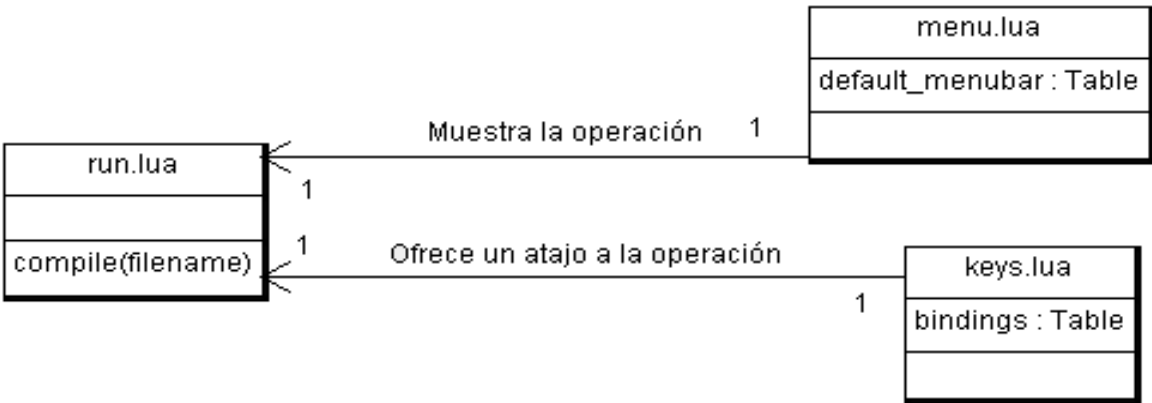 menu.lua
default_menubar : Table
Muestra la operación
1
run.lua
1
compile(filename)
1
Ofrece un atajo a la operación
1
keys.lua
bindings : Table